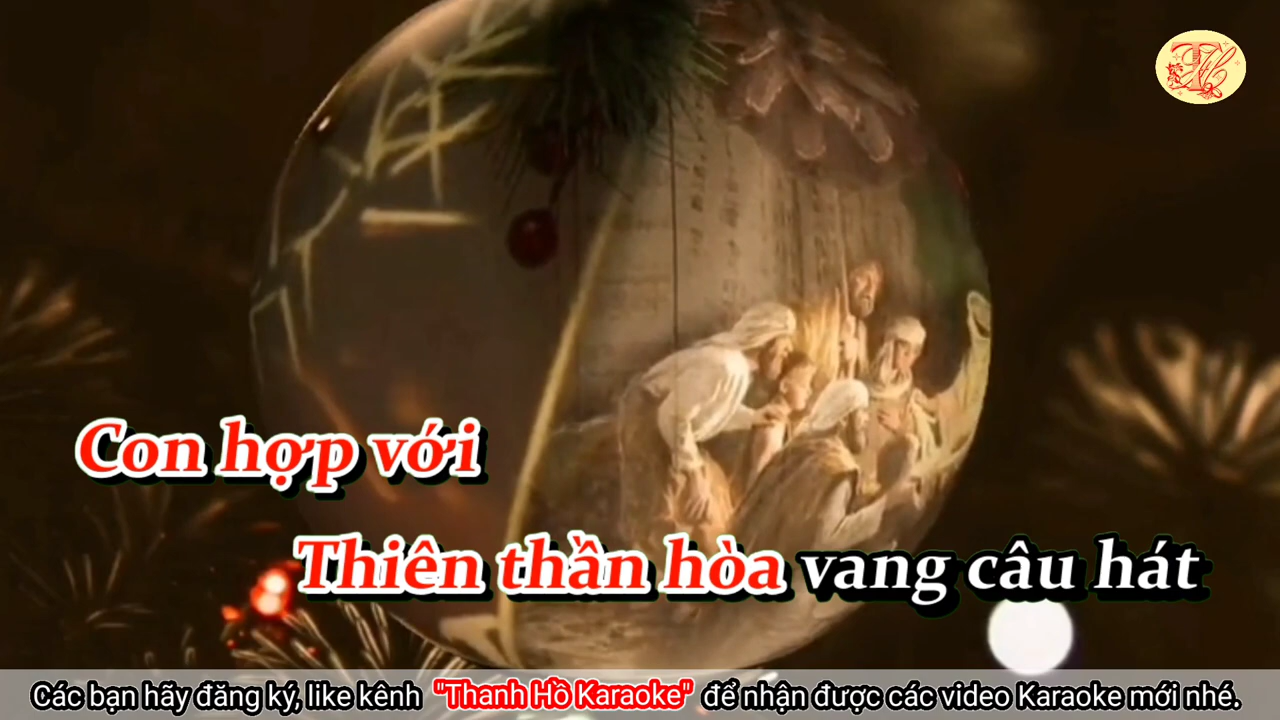 Con hợp với
Thiên thần hòa vang câu hát
Các bạn hãy đăng ký, like kênh "Thanh Hồ Karaoke" để nhận được các video Karaoke mới nhé.